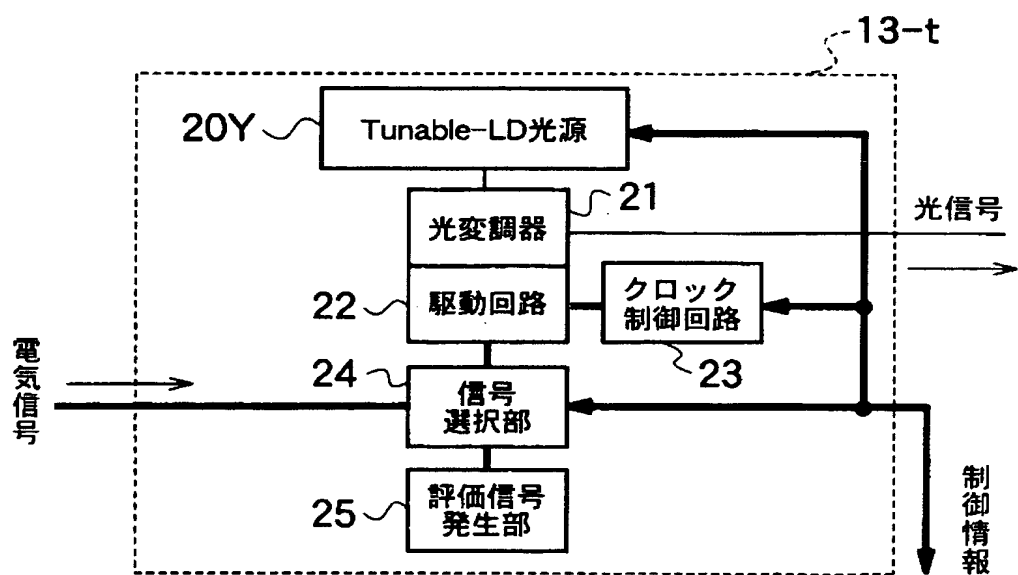 13-t
20Y
Tunable-LD光源
21
光変調器
光信号
22
駆動回路
クロック
制御回路
23
電気信号
24
信号
選択部
25
評価信号
発生部
制御情報